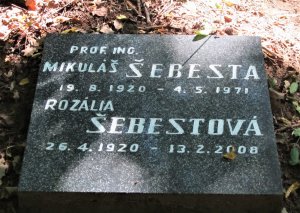 PROF. ING.
MIKULÁŠ ŠEBESTA
19.8.1920 - 4.5.1971
ROZÁLIA
ŠEBESTOVÁ
26.4.1920 - 13.2.2008